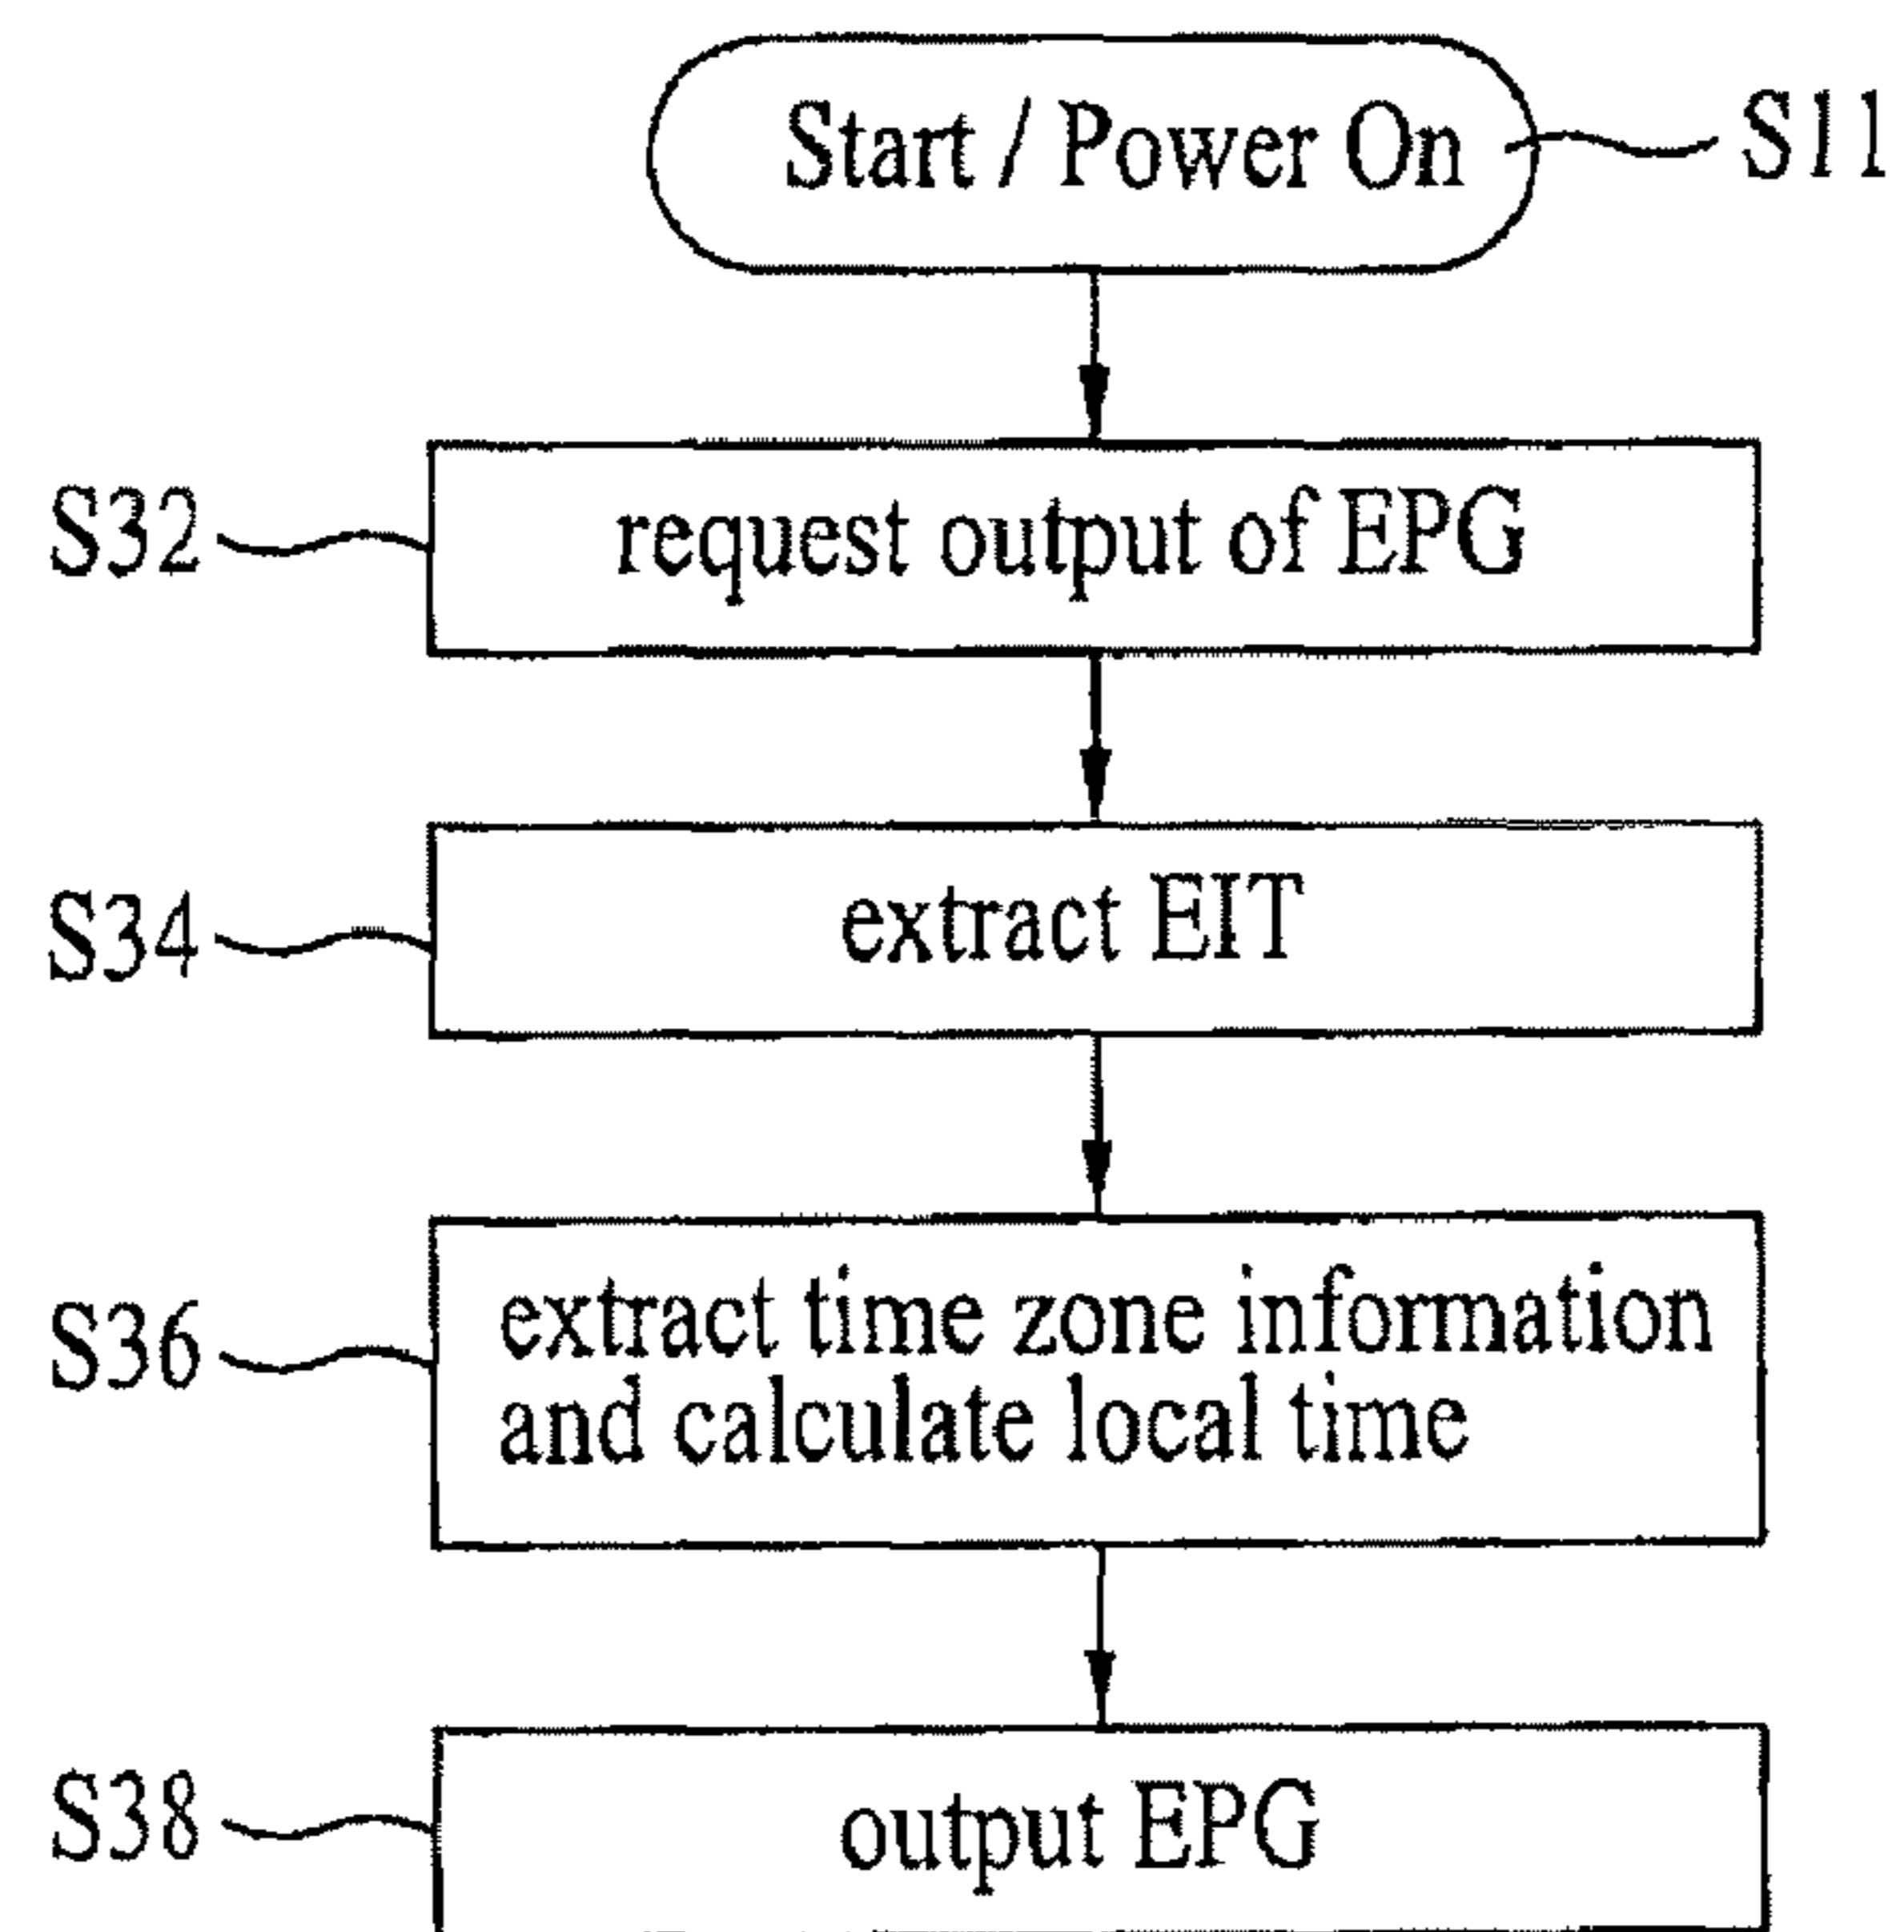 Start / Power On
S11
S32
request output of EPG
S34
extract EIT
S36
extract time zone information
and calculate local time
S38
output EPG